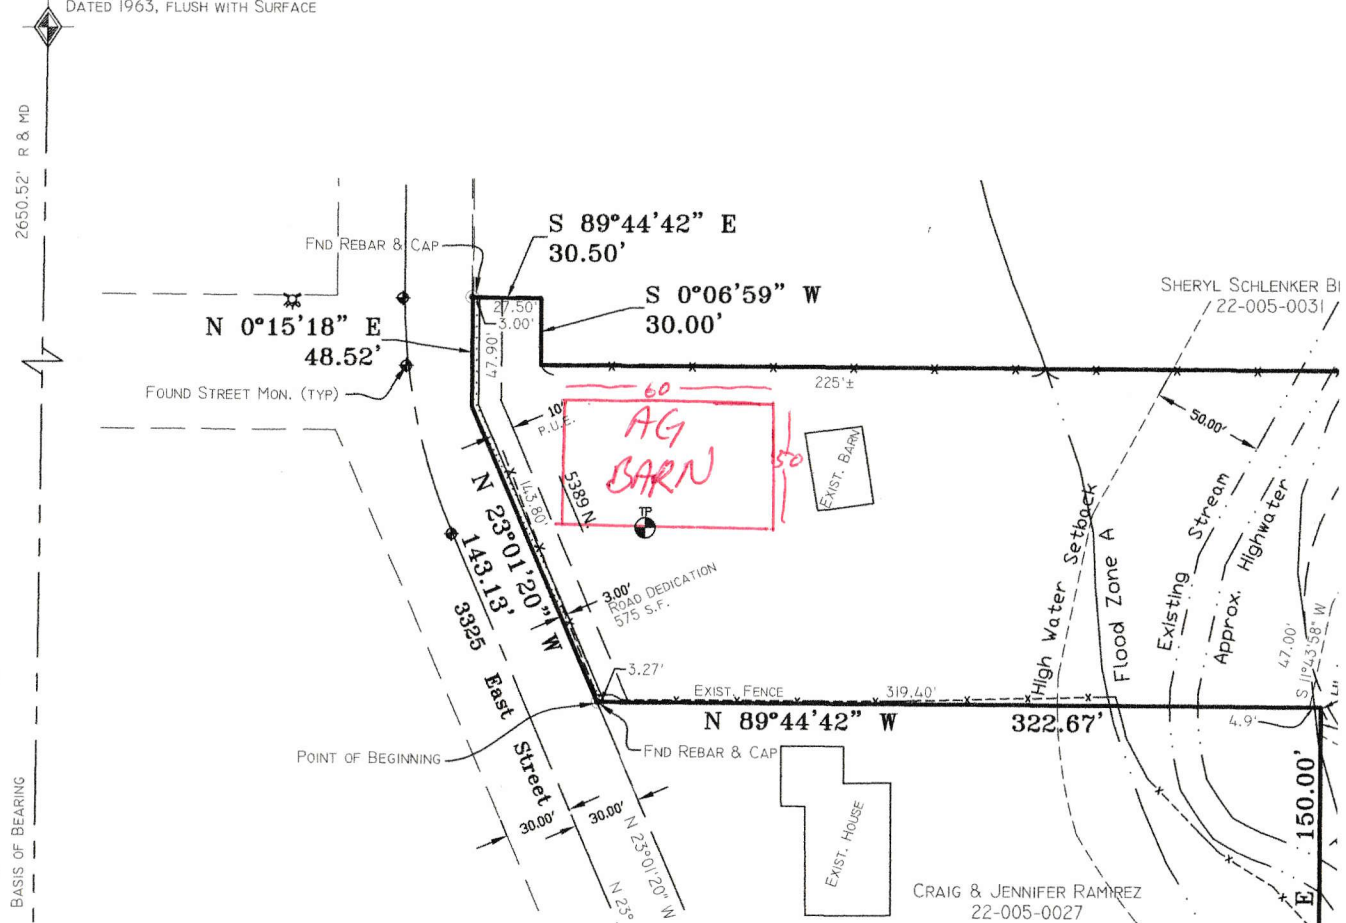 DATED 1963, FLUSH WITH SURFACE
2650.52' R & MD
S 89°44'42" E
30.50'
FND REBAR & CAP
S 0°06'59" W
30.00'
SHERYL SCHLENKER BI
22-005-0031
27.50'
3.00'
N 0°15'18" E
48.52'
47.90'
FOUND STREET MON. (TYP)
225'±
60
10'
P.U.E.
AG
BARN
50
EXIST. BARN
50.00'
5389 N.
143.80'
TP
N 23°01'20" W
143.13'
3325 East Street
3.00'
ROAD DEDICATION
575 S.F.
High Water Setback
Flood Zone A
Existing Stream
Approx. Highwater
47.00'
S 11°43'58" W
3.27'
EXIST. FENCE
319.40'
N 89°44'42" W
322.67'
4.9'
POINT OF BEGINNING
FND REBAR & CAP
30.00'
30.00'
N 23°01'20" W
N 23°
EXIST. HOUSE
E 150.00'
BASIS OF BEARING
CRAIG & JENNIFER RAMIREZ
22-005-0027